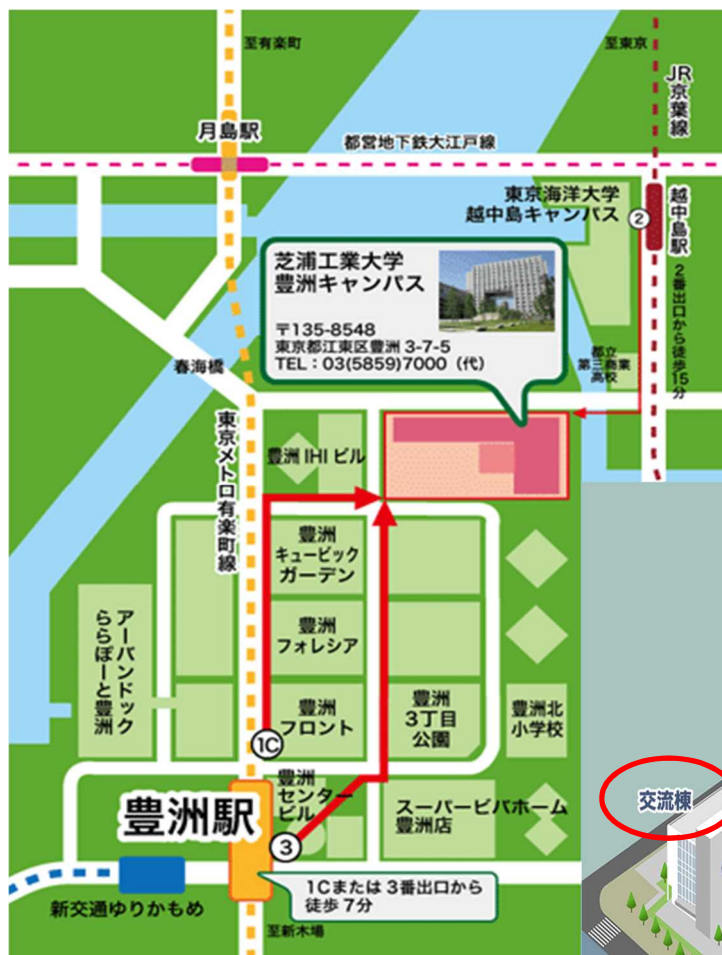 至有楽町
至東京
JR京葉線
月島駅
都営地下鉄大江戸線
東京海洋大学
越中島キャンパス
2
越中島駅
2番出口から徒歩15分
芝浦工業大学
豊洲キャンパス
〒135-8548
東京都江東区豊洲 3-7-5
TEL：03(5859)7000（代）
都立
第三商業
高校
春海橋
東京メトロ有楽町線
豊洲 IHI ビル
豊洲
キュービック
ガーデン
豊洲
フォレシア
アーバンドック
ららぽーと豊洲
豊洲
フロント
豊洲
3丁目
公園
豊洲北
小学校
1C
豊洲駅
豊洲
センター
ビル
スーパービバホーム
豊洲店
3
交流棟
1Cまたは 3番出口から
徒歩 7分
新交通ゆりかもめ
至新木場